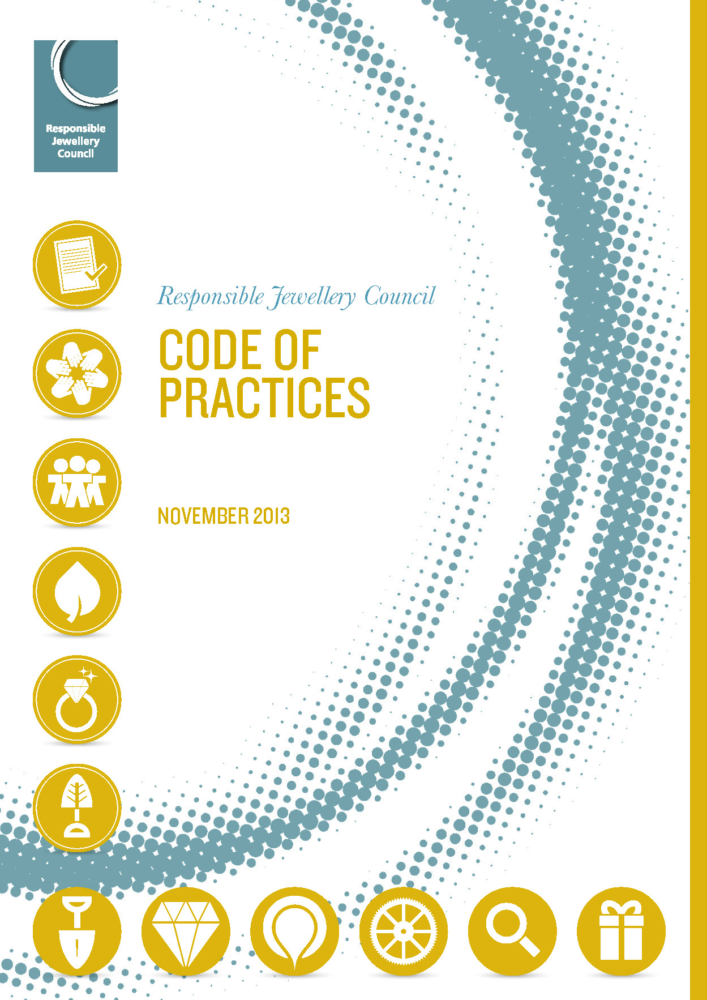 Responsible
Jewellery
Council
Responsible Jewellery Council
CODE OF
PRACTICES
NOVEMBER 2013